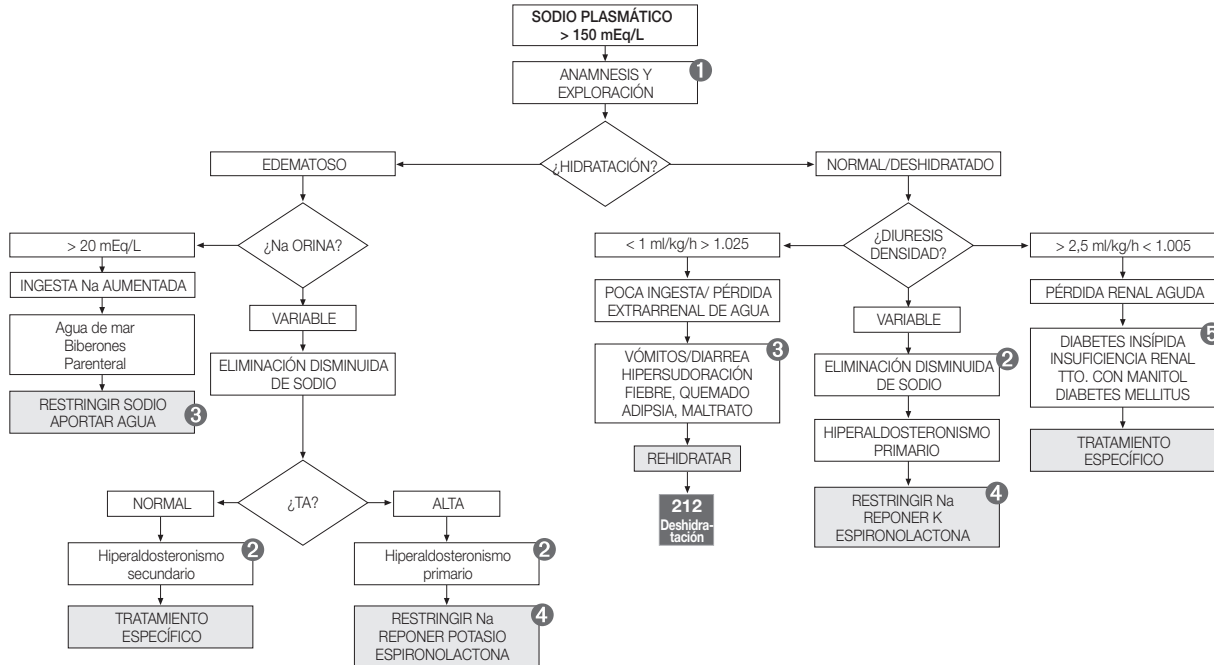 SODIO PLASMÁTICO
> 150 mEq/L
1
ANAMNESIS Y
EXPLORACIÓN
¿HIDRATACIÓN?
EDEMATOSO
NORMAL/DESHIDRATADO
¿Na ORINA?
> 20 mEq/L
INGESTA Na AUMENTADA
Agua de mar
Biberones
Parenteral
RESTRINGIR SODIO
APORTAR AGUA
3
VARIABLE
ELIMINACIÓN DISMINUIDA
DE SODIO
¿TA?
NORMAL
Hiperaldosteronismo
secundario
2
TRATAMIENTO
ESPECÍFICO
ALTA
Hiperaldosteronismo
primario
2
RESTRINGIR Na
REPONER POTASIO
ESPIRONOLACTONA
4
¿DIURESIS
DENSIDAD?
< 1 ml/kg/h > 1.025
POCA INGESTA/ PÉRDIDA
EXTRARRENAL DE AGUA
VÓMITOS/DIARREA
HIPERSUDORACIÓN
FIEBRE, QUEMADO
ADIPSIA, MALTRATO
3
REHIDRATAR
212
Deshidra-
tación
VARIABLE
ELIMINACIÓN DISMINUIDA
DE SODIO
2
HIPERALDOSTERONISMO
PRIMARIO
RESTRINGIR Na
REPONER K
ESPIRONOLACTONA
4
> 2,5 ml/kg/h < 1.005
PÉRDIDA RENAL AGUDA
DIABETES INSÍPIDA
INSUFICIENCIA RENAL
TTO. CON MANITOL
DIABETES MELLITUS
5
TRATAMIENTO
ESPECÍFICO